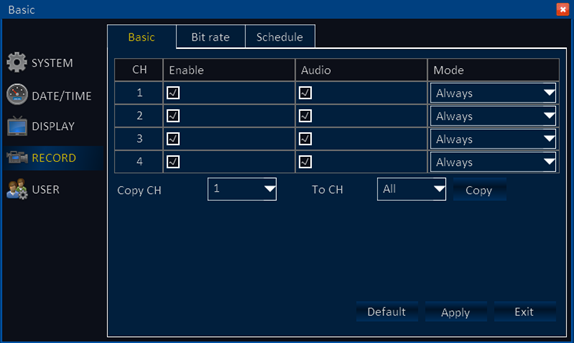 Basic
SYSTEM
DATE/TIME
DISPLAY
RECORD
USER
Basic Bit rate Schedule
CH Enable Audio Mode
1 Always
2 Always
3 Always
4 Always
Copy CH 1 To CH All Copy
Default Apply Exit